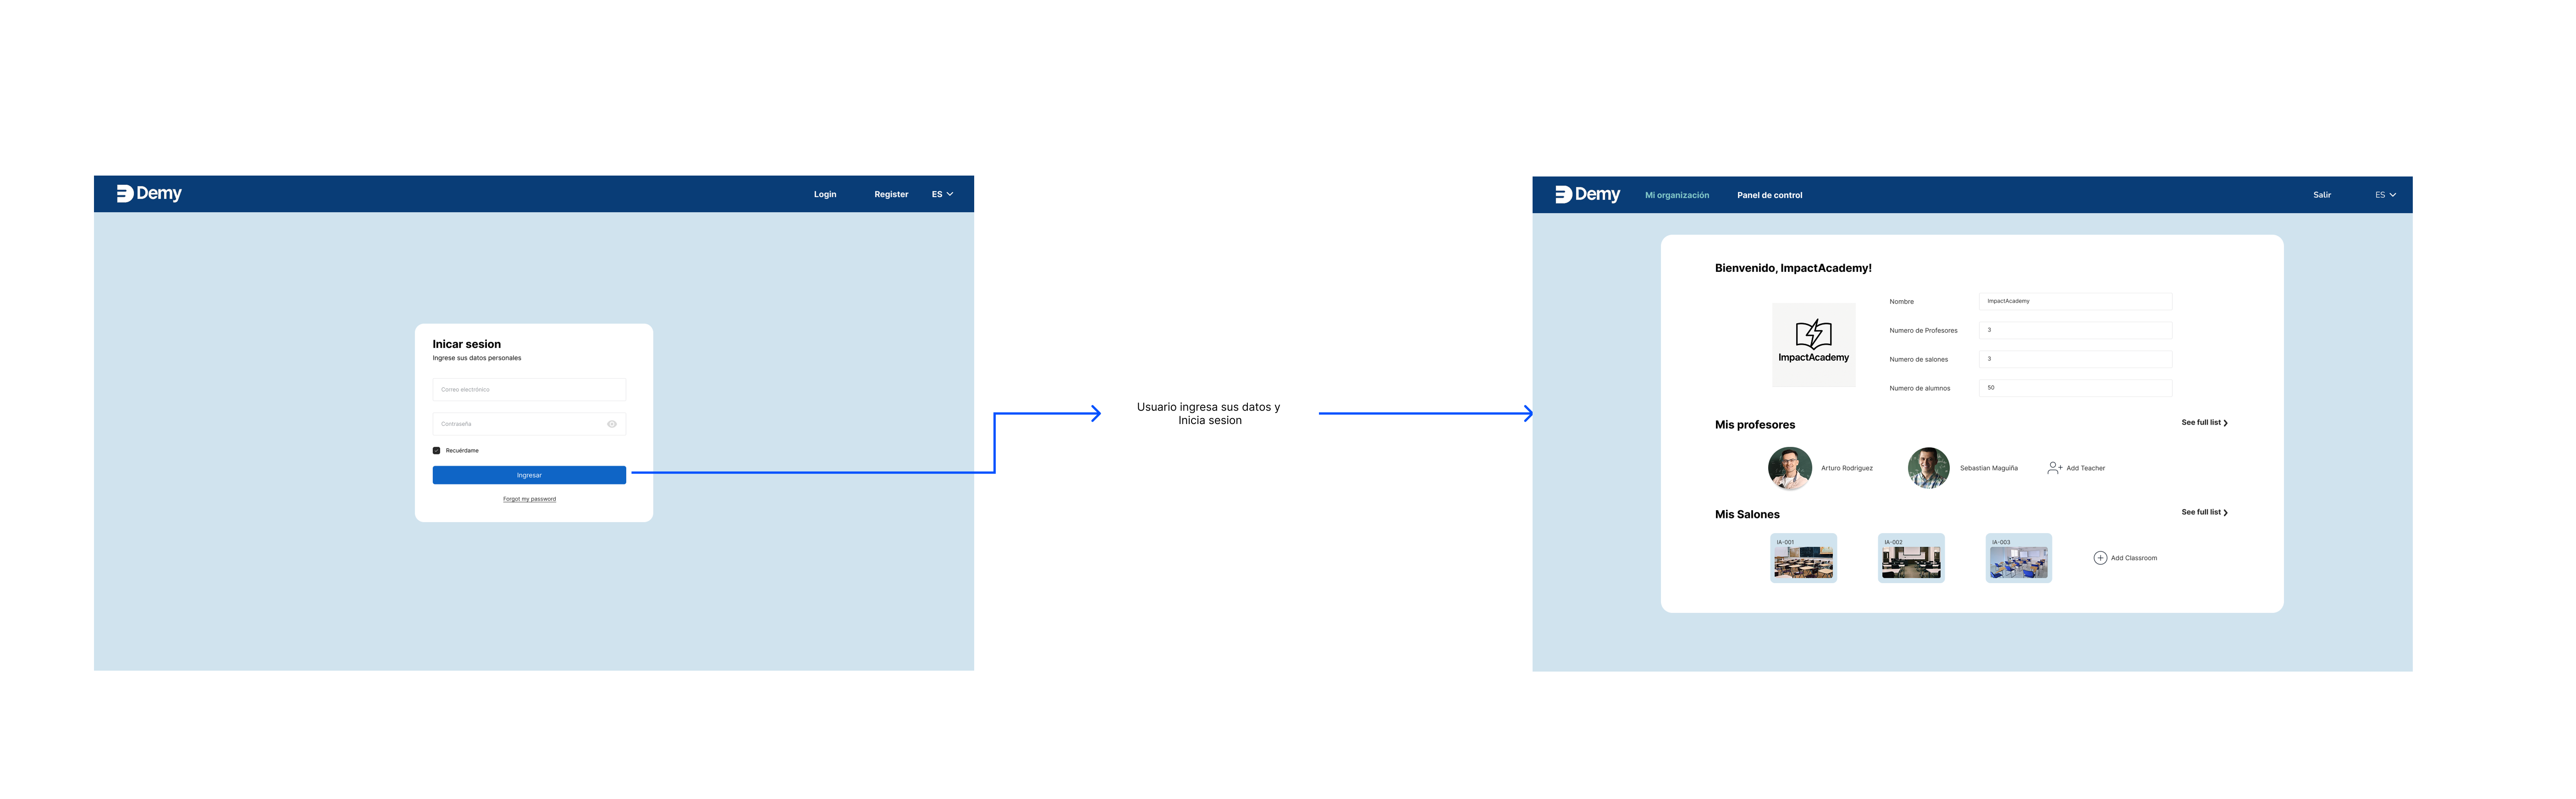 Demy
Login
Register
ES
Inicar sesion
Ingrese sus datos personales
Correo electrónico
Contraseña
Recuérdame
Ingresar
Forgot my password
Usuario ingresa sus datos y
Inicia sesion
Demy
Mi organización
Panel de control
Salir
ES
Bienvenido, ImpactAcademy!
ImpactAcademy
Nombre
ImpactAcademy
Numero de Profesores
3
Numero de salones
3
Numero de alumnos
50
Mis profesores
See full list
Arturo Rodriguez
Sebastian Maguiña
Add Teacher
Mis Salones
See full list
IA-001
IA-002
IA-003
Add Classroom